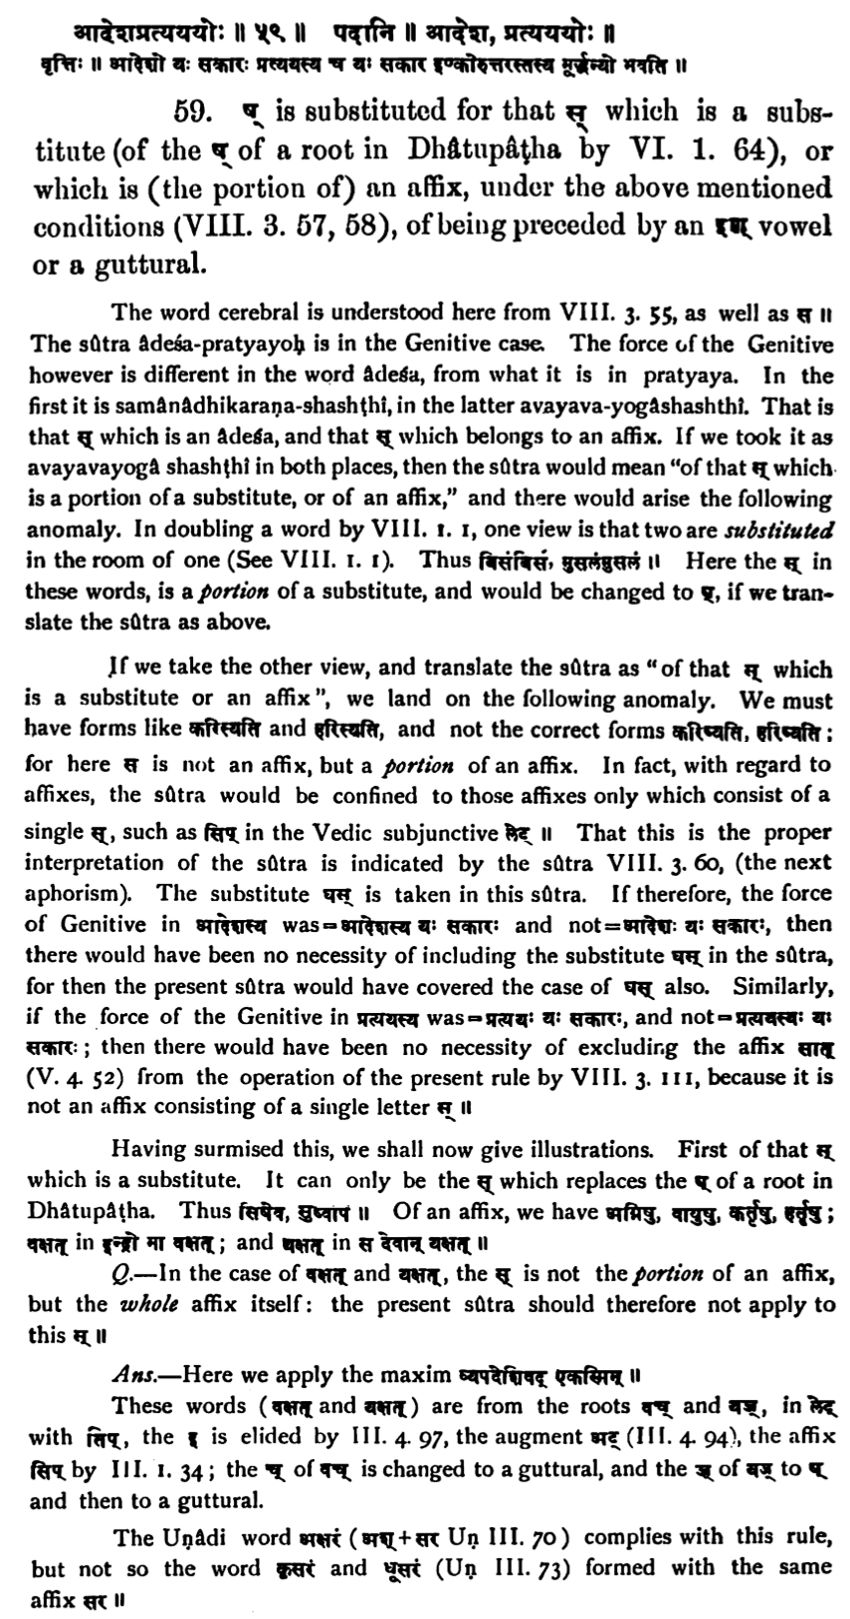 आदेशप्रत्यययोः ॥ ५९ ॥ पदानि ॥ आदेश, प्रत्यययोः ॥
वृत्तिः ॥ आदेशो यः सकारः प्रत्ययस्य च यः सकार इण्कोरुत्तरस्तस्य मूर्द्धन्यो भवति ॥
59. ष् is substituted for that स् which is a subs-
titute (of the ष् of a root in Dhâtupâṭha by VI. 1. 64), or
which is (the portion of) an affix, under the above mentioned
conditions (VIII. 3. 57, 58), of being preceded by an इण् vowel
or a guttural.
The word cerebral is understood here from VIII. 3. 55, as well as स ॥
The sûtra âdeśa-pratyayoḥ is in the Genitive case. The force of the Genitive
however is different in the word âdeśa, from what it is in pratyaya. In the
first it is samânâdhikaraṇa-shashṭhî, in the latter avayava-yogâshashthî. That is
that स् which is an âdeśa, and that स् which belongs to an affix. If we took it as
avayavayogâ shashṭhî in both places, then the sûtra would mean "of that स् which
is a portion of a substitute, or of an affix," and there would arise the following
anomaly. In doubling a word by VIII. 1. 1, one view is that two are substituted
in the room of one (See VIII. 1. 1). Thus बिसंबिसं, मुसलंमुसलं ॥ Here the स् in
these words, is a portion of a substitute, and would be changed to ष्, if we tran-
slate the sûtra as above.
If we take the other view, and translate the sûtra as "of that स् which
is a substitute or an affix", we land on the following anomaly. We must
have forms like करिस्यति and हरिस्यति, and not the correct forms करिष्यति, हरिष्यति ;
for here स is not an affix, but a portion of an affix. In fact, with regard to
affixes, the sûtra would be confined to those affixes only which consist of a
single स्, such as सिप् in the Vedic subjunctive लेट् ॥ That this is the proper
interpretation of the sûtra is indicated by the sûtra VIII. 3. 60, (the next
aphorism). The substitute घस् is taken in this sûtra. If therefore, the force
of Genitive in आदेशस्य was=आदेशस्य यः सकारः and not=आदेशः यः सकारः, then
there would have been no necessity of including the substitute घस् in the sûtra,
for then the present sûtra would have covered the case of घस् also. Similarly,
if the force of the Genitive in प्रत्ययस्य was=प्रत्ययः यः सकारः, and not=प्रत्ययस्यः यः
सकारः ; then there would have been no necessity of excluding the affix सात्
(V. 4. 52) from the operation of the present rule by VIII. 3. 111, because it is
not an affix consisting of a single letter स् ॥
Having surmised this, we shall now give illustrations. First of that स्
which is a substitute. It can only be the स् which replaces the ष् of a root in
Dhâtupâṭha. Thus सिषेव, सुष्वाप ॥ Of an affix, we have अग्निषु, वायुषु, कर्तृषु, हर्तृषु ;
वक्षत् in इन्द्रो मा वक्षत् ; and यक्षत् in स देवान् यक्षत् ॥
Q.—In the case of वक्षत् and यक्षत्, the स् is not the portion of an affix,
but the whole affix itself: the present sûtra should therefore not apply to
this स् ॥
Ans.—Here we apply the maxim व्यपदेशिवद् एकस्मिन् ॥
These words (वक्षत् and यक्षत्) are from the roots वच् and यज्, in लेट्
with तिप्, the इ is elided by III. 4. 97, the augment अट् (III. 4. 94), the affix
सिप् by III. 1. 34; the च् of वच् is changed to a guttural, and the ज् of यज् to ष्
and then to a guttural.
The Uṇâdi word अक्षरं (अश्+सर Uṇ III. 70) complies with this rule,
but not so the word कृसरं and धूसरं (Uṇ III. 73) formed with the same
affix सर ॥